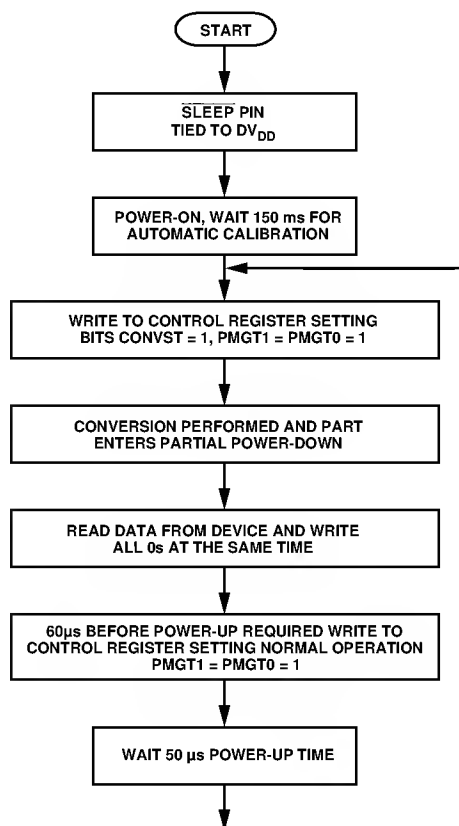 START
SLEEP PIN
TIED TO DVDD
POWER-ON, WAIT 150 ms FOR
AUTOMATIC CALIBRATION
WRITE TO CONTROL REGISTER SETTING
BITS CONVST = 1, PMGT1 = PMGT0 = 1
CONVERSION PERFORMED AND PART
ENTERS PARTIAL POWER-DOWN
READ DATA FROM DEVICE AND WRITE
ALL 0s AT THE SAME TIME
60µs BEFORE POWER-UP REQUIRED WRITE TO
CONTROL REGISTER SETTING NORMAL OPERATION
PMGT1 = PMGT0 = 1
WAIT 50 µs POWER-UP TIME